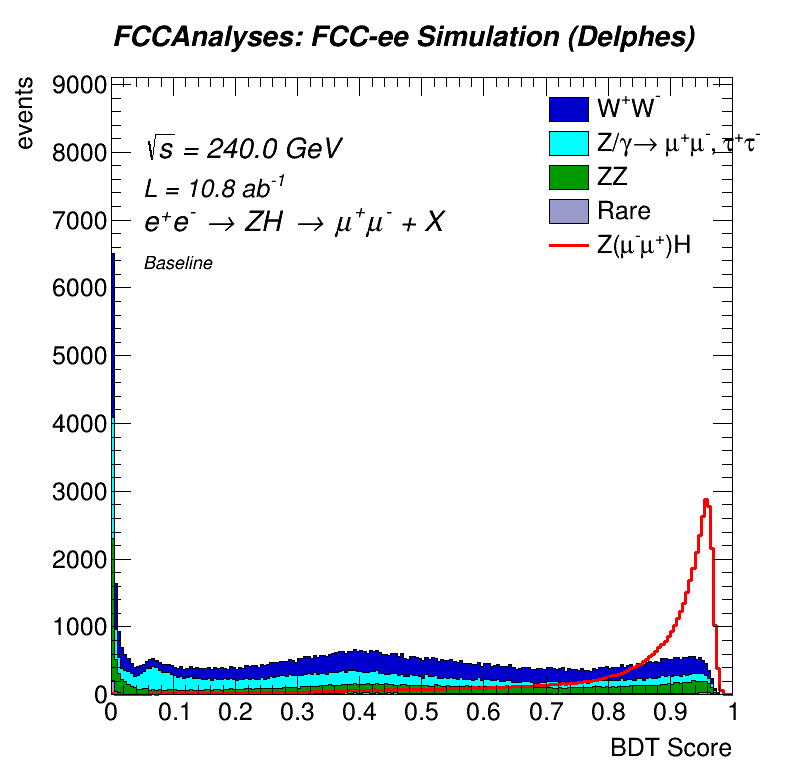 FCCAnalyses: FCC-ee Simulation (Delphes)
events
9000
8000
7000
6000
5000
4000
3000
2000
1000
0
√s = 240.0 GeV
L = 10.8 ab⁻¹
e⁺e⁻ → ZH → μ⁺μ⁻ + X
Baseline
W⁺W⁻
Z/γ→ μ⁺μ⁻, τ⁺τ⁻
ZZ
Rare
Z(μ⁻μ⁺)H
0 0.1 0.2 0.3 0.4 0.5 0.6 0.7 0.8 0.9 1
BDT Score